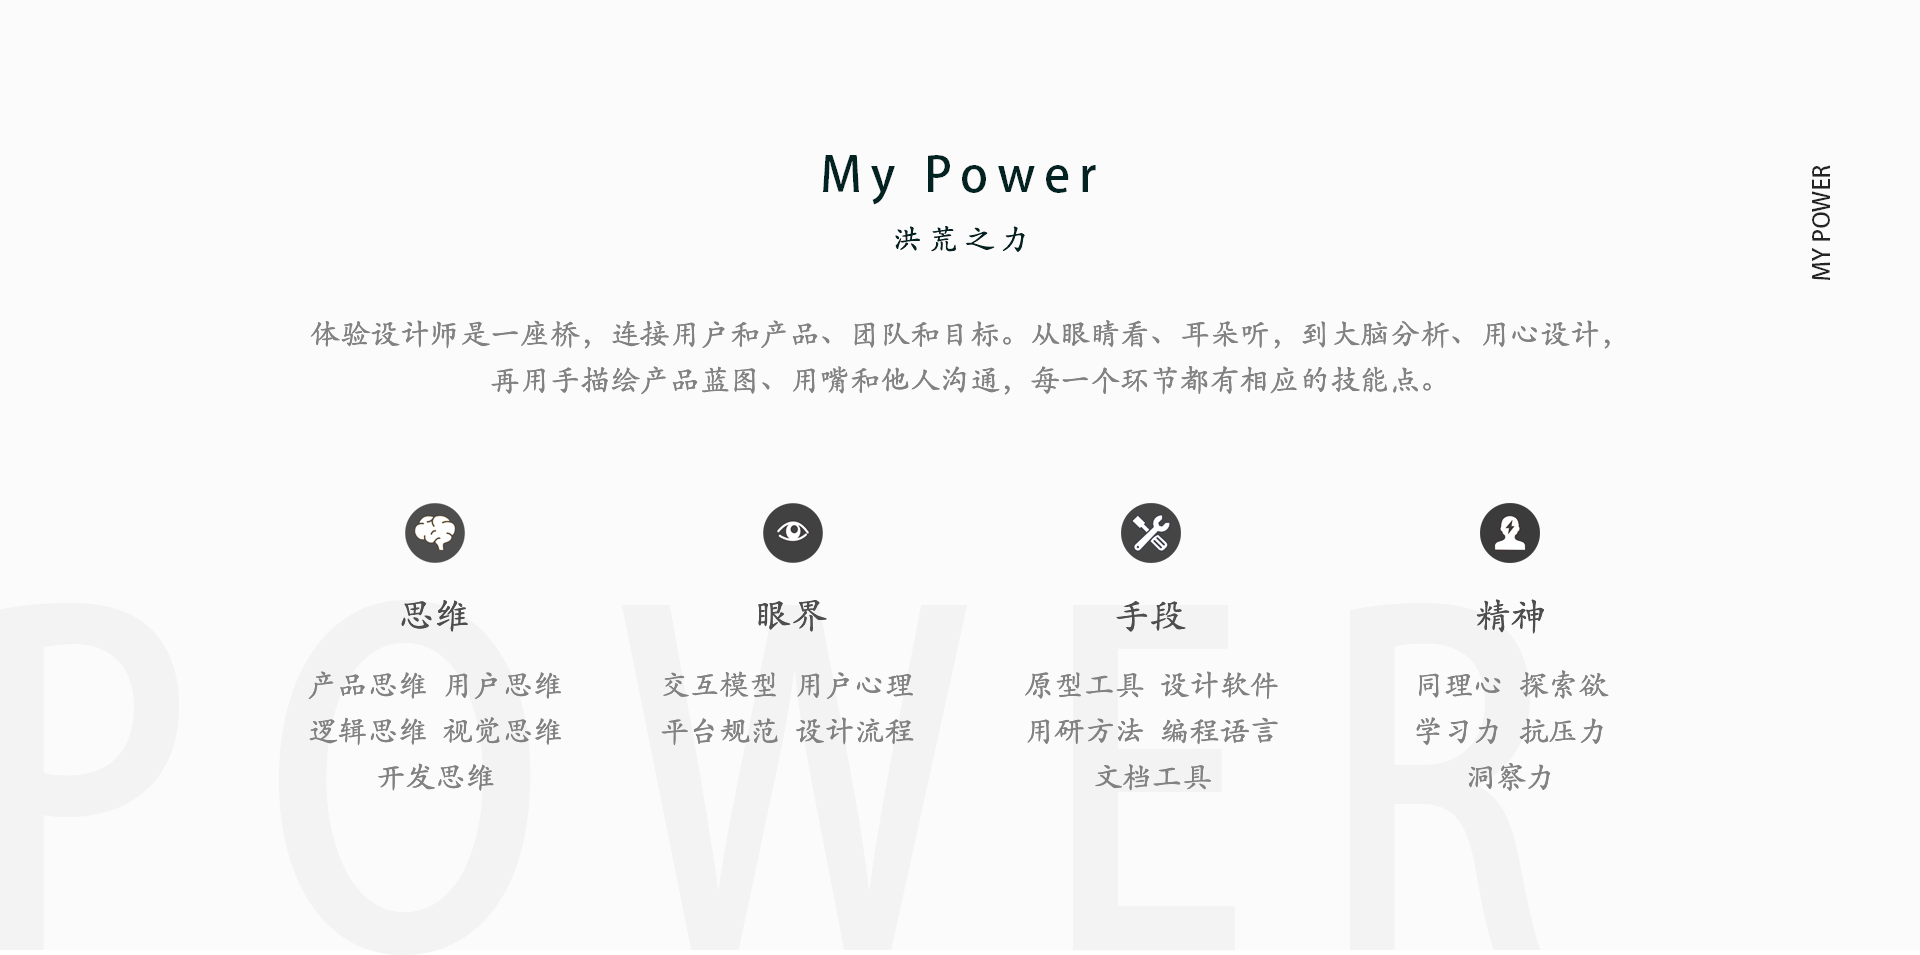 My Power
洪荒之力
MY POWER
体验设计师是一座桥，连接用户和产品、团队和目标。从眼睛看、耳朵听，到大脑分析、用心设计，
再用手描绘产品蓝图、用嘴和他人沟通，每一个环节都有相应的技能点。
思维
产品思维 用户思维
逻辑思维 视觉思维
开发思维
眼界
交互模型 用户心理
平台规范 设计流程
手段
原型工具 设计软件
用研方法 编程语言
文档工具
精神
同理心 探索欲
学习力 抗压力
洞察力
POWER